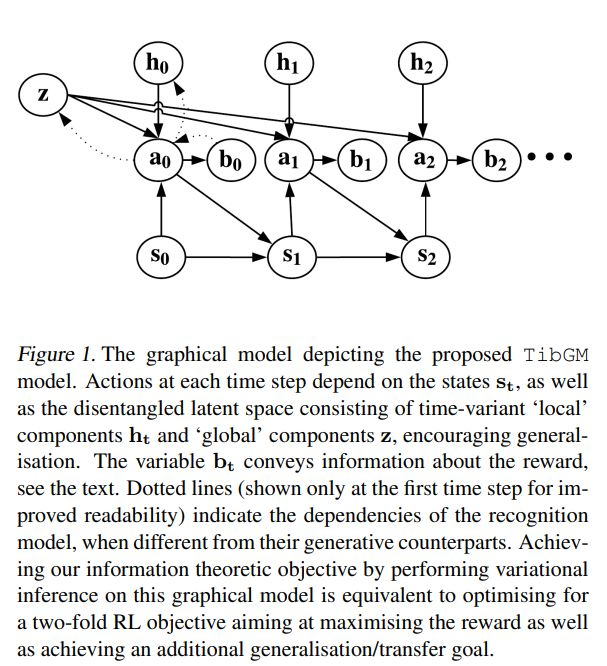 h0 h1 h2
z
a0 b0 a1 b1 a2 b2 • • •
s0 s1 s2
Figure 1. The graphical model depicting the proposed TibGM
model. Actions at each time step depend on the states st, as well
as the disentangled latent space consisting of time-variant ‘local’
components ht and ‘global’ components z, encouraging general-
isation. The variable bt conveys information about the reward,
see the text. Dotted lines (shown only at the first time step for im-
proved readability) indicate the dependencies of the recognition
model, when different from their generative counterparts. Achiev-
ing our information theoretic objective by performing variational
inference on this graphical model is equivalent to optimising for
a two-fold RL objective aiming at maximising the reward as well
as achieving an additional generalisation/transfer goal.